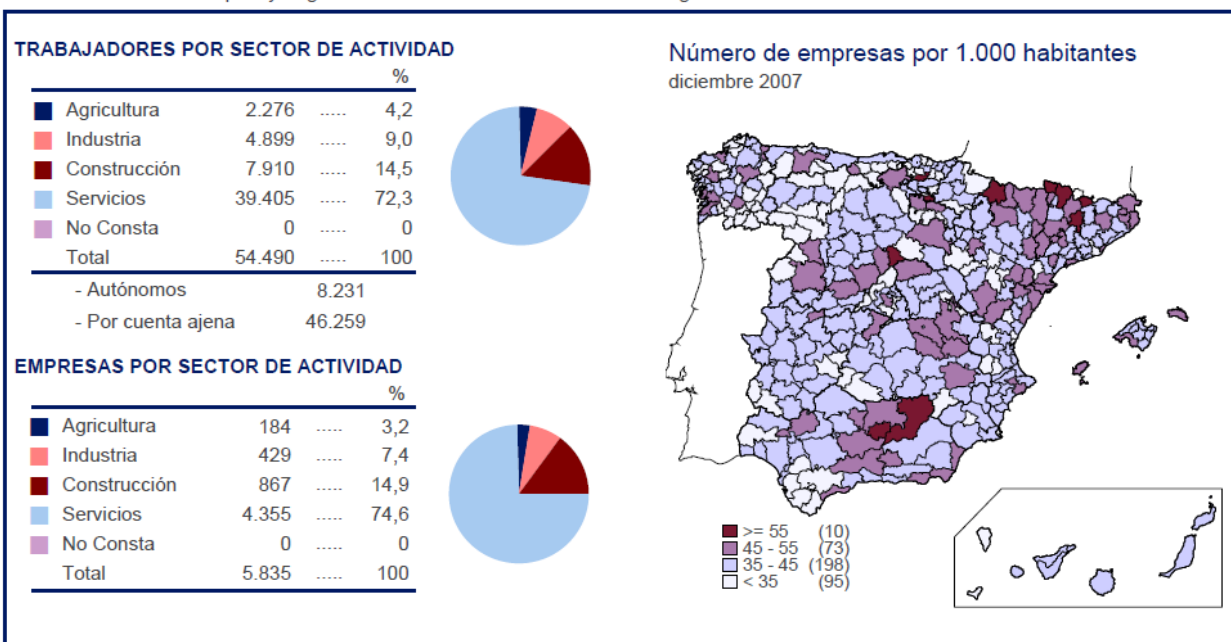 TRABAJADORES POR SECTOR DE ACTIVIDAD
%
Agricultura 2.276 ..... 4,2
Industria 4.899 ..... 9,0
Construcción 7.910 ..... 14,5
Servicios 39.405 ..... 72,3
No Consta 0 ..... 0
Total 54.490 ..... 100
- Autónomos 8.231
- Por cuenta ajena 46.259
EMPRESAS POR SECTOR DE ACTIVIDAD
%
Agricultura 184 ..... 3,2
Industria 429 ..... 7,4
Construcción 867 ..... 14,9
Servicios 4.355 ..... 74,6
No Consta 0 ..... 0
Total 5.835 ..... 100
Número de empresas por 1.000 habitantes
diciembre 2007
>= 55 (10)
45 - 55 (73)
35 - 45 (198)
< 35 (95)